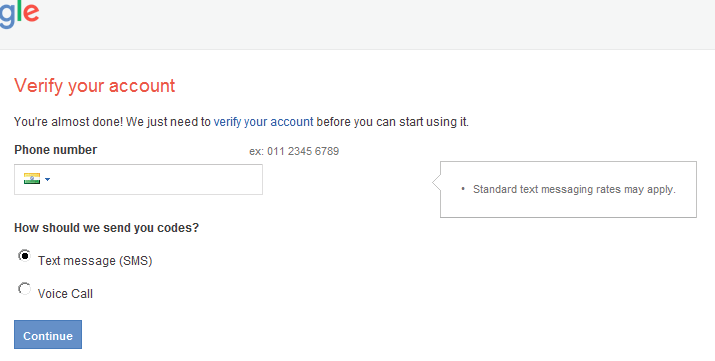 gle
Verify your account
You're almost done! We just need to verify your account before you can start using it.
Phone number ex: 011 2345 6789
• Standard text messaging rates may apply.
How should we send you codes?
Text message (SMS)
Voice Call
Continue